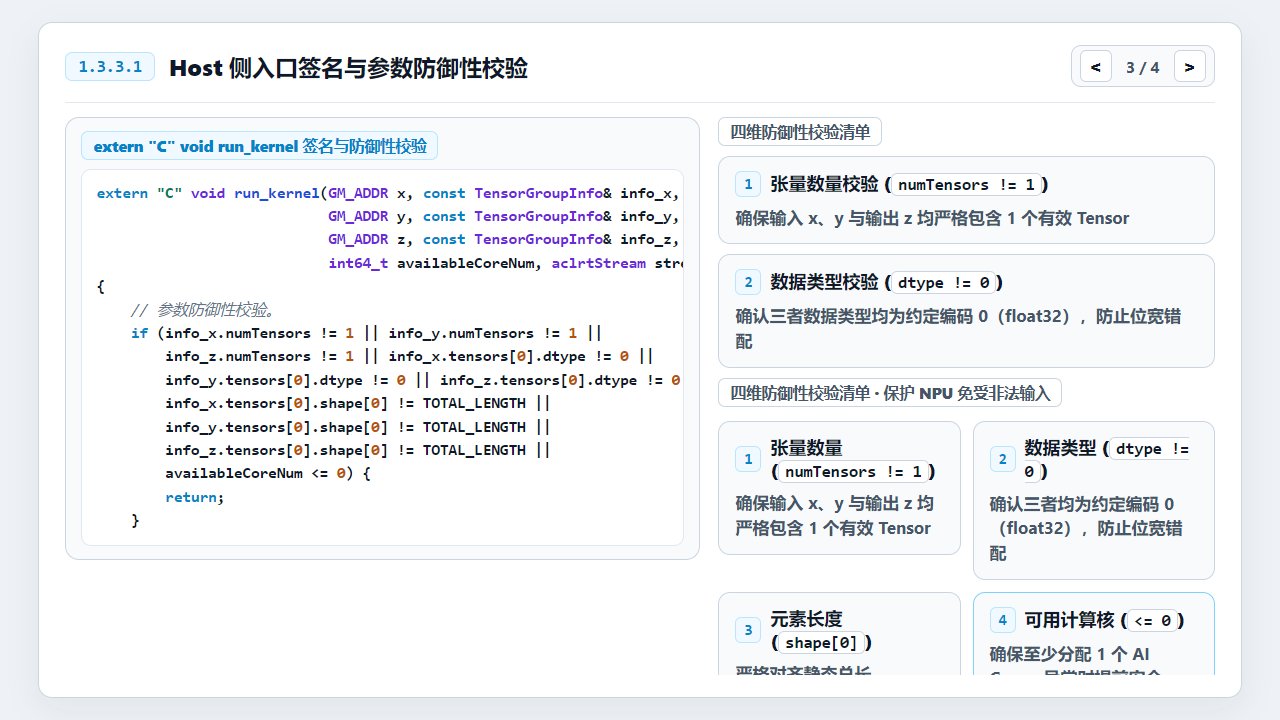 1.3.3.1
Host 侧入口签名与参数防御性校验
<
3 / 4
>
extern "C" void run_kernel 签名与防御性校验
extern "C" void run_kernel(GM_ADDR x, const TensorGroupInfo& info_x,
GM_ADDR y, const TensorGroupInfo& info_y,
GM_ADDR z, const TensorGroupInfo& info_z,
int64_t availableCoreNum, aclrtStream
{
// 参数防御性校验。
if (info_x.numTensors != 1 || info_y.numTensors != 1 ||
info_z.numTensors != 1 || info_x.tensors[0].dtype != 0 ||
info_y.tensors[0].dtype != 0 || info_z.tensors[0].dtype != 0
info_x.tensors[0].shape[0] != TOTAL_LENGTH ||
info_y.tensors[0].shape[0] != TOTAL_LENGTH ||
info_z.tensors[0].shape[0] != TOTAL_LENGTH ||
availableCoreNum <= 0) {
return;
}
四维防御性校验清单
1 张量数量校验 (numTensors != 1)
确保输入 x、y 与输出 z 均严格包含 1 个有效 Tensor
2 数据类型校验 (dtype != 0)
确认三者数据类型均为约定编码 0（float32），防止位宽错
配
四维防御性校验清单 · 保护 NPU 免受非法输入
1 张量数量
(numTensors != 1)
确保输入 x、y 与输出 z 均
严格包含 1 个有效 Tensor
2 数据类型 (dtype !=
0)
确认三者均为约定编码 0
（float32），防止位宽错
配
3 元素长度
(shape[0])
严格对齐静态总长
4 可用计算核 (<= 0)
确保至少分配 1 个 AI